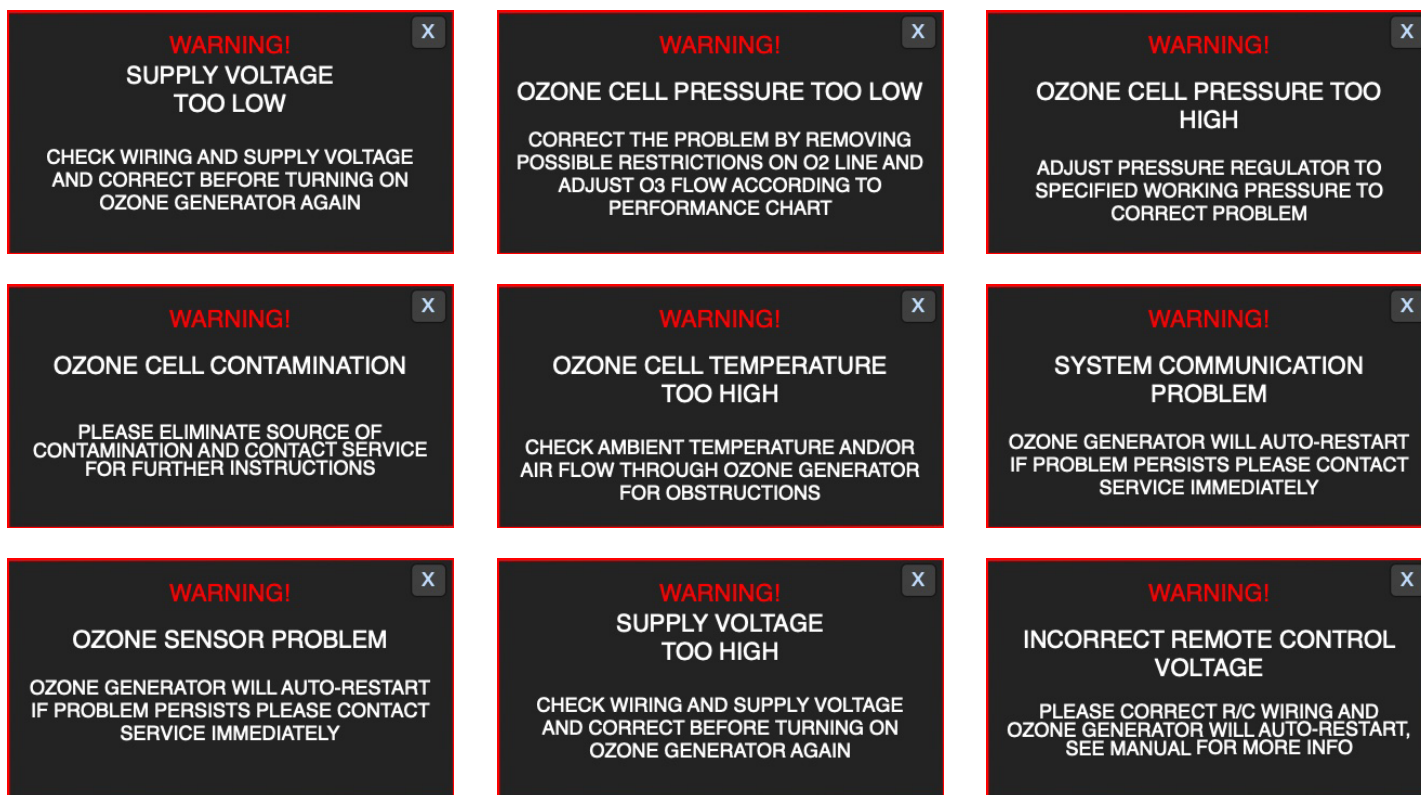 X
WARNING!
SUPPLY VOLTAGE
TOO LOW
CHECK WIRING AND SUPPLY VOLTAGE
AND CORRECT BEFORE TURNING ON
OZONE GENERATOR AGAIN
X
WARNING!
OZONE CELL PRESSURE TOO LOW
CORRECT THE PROBLEM BY REMOVING
POSSIBLE RESTRICTIONS ON O2 LINE AND
ADJUST O3 FLOW ACCORDING TO
PERFORMANCE CHART
X
WARNING!
OZONE CELL PRESSURE TOO
HIGH
ADJUST PRESSURE REGULATOR TO
SPECIFIED WORKING PRESSURE TO
CORRECT PROBLEM
X
WARNING!
OZONE CELL CONTAMINATION
PLEASE ELIMINATE SOURCE OF
CONTAMINATION AND CONTACT SERVICE
FOR FURTHER INSTRUCTIONS
X
WARNING!
OZONE CELL TEMPERATURE
TOO HIGH
CHECK AMBIENT TEMPERATURE AND/OR
AIR FLOW THROUGH OZONE GENERATOR
FOR OBSTRUCTIONS
X
WARNING!
SYSTEM COMMUNICATION
PROBLEM
OZONE GENERATOR WILL AUTO-RESTART
IF PROBLEM PERSISTS PLEASE CONTACT
SERVICE IMMEDIATELY
X
WARNING!
OZONE SENSOR PROBLEM
OZONE GENERATOR WILL AUTO-RESTART
IF PROBLEM PERSISTS PLEASE CONTACT
SERVICE IMMEDIATELY
X
WARNING!
SUPPLY VOLTAGE
TOO HIGH
CHECK WIRING AND SUPPLY VOLTAGE
AND CORRECT BEFORE TURNING ON
OZONE GENERATOR AGAIN
X
WARNING!
INCORRECT REMOTE CONTROL
VOLTAGE
PLEASE CORRECT R/C WIRING AND
OZONE GENERATOR WILL AUTO-RESTART,
SEE MANUAL FOR MORE INFO